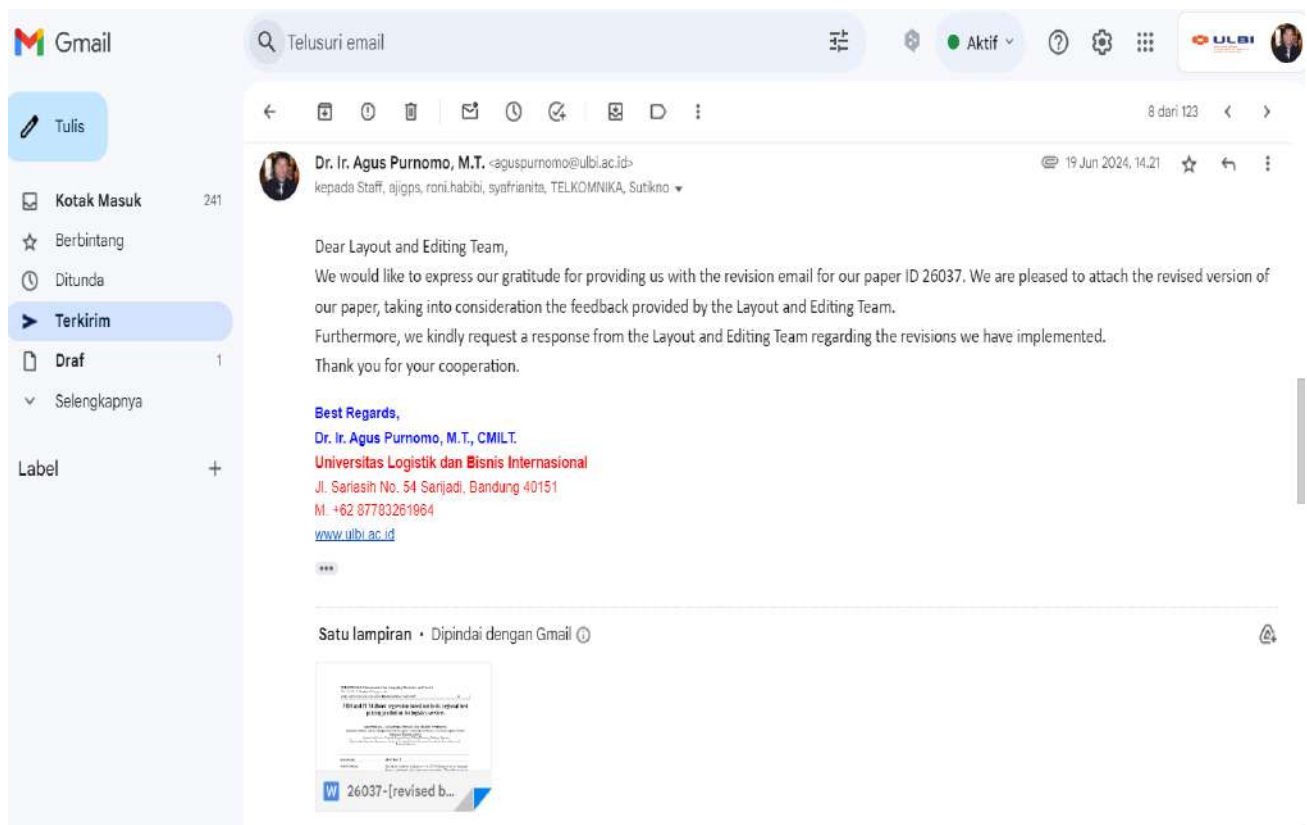 Gmail
Telusuri email
Aktif
ULBI
Tulis
8 dari 123
Kotak Masuk 241
Berbintang
Ditunda
Terkirim
Draf 1
Selengkapnya
Label
Dr. Ir. Agus Purnomo, M.T. <aguspurnomo@ulbi.ac.id>
19 Jun 2024, 14.21
kepada Staff, ajigps, roni.habibi, syafrianita, TELKOMNIKA, Sutikno
Dear Layout and Editing Team,
We would like to express our gratitude for providing us with the revision email for our paper ID 26037. We are pleased to attach the revised version of
our paper, taking into consideration the feedback provided by the Layout and Editing Team.
Furthermore, we kindly request a response from the Layout and Editing Team regarding the revisions we have implemented.
Thank you for your cooperation.
Best Regards,
Dr. Ir. Agus Purnomo, M.T., CMILT.
Universitas Logistik dan Bisnis Internasional
Jl. Sariasih No. 54 Sarijadi, Bandung 40151
M. +62 87783261964
www.ulbi.ac.id
Satu lampiran • Dipindai dengan Gmail
W 26037-[revised b...